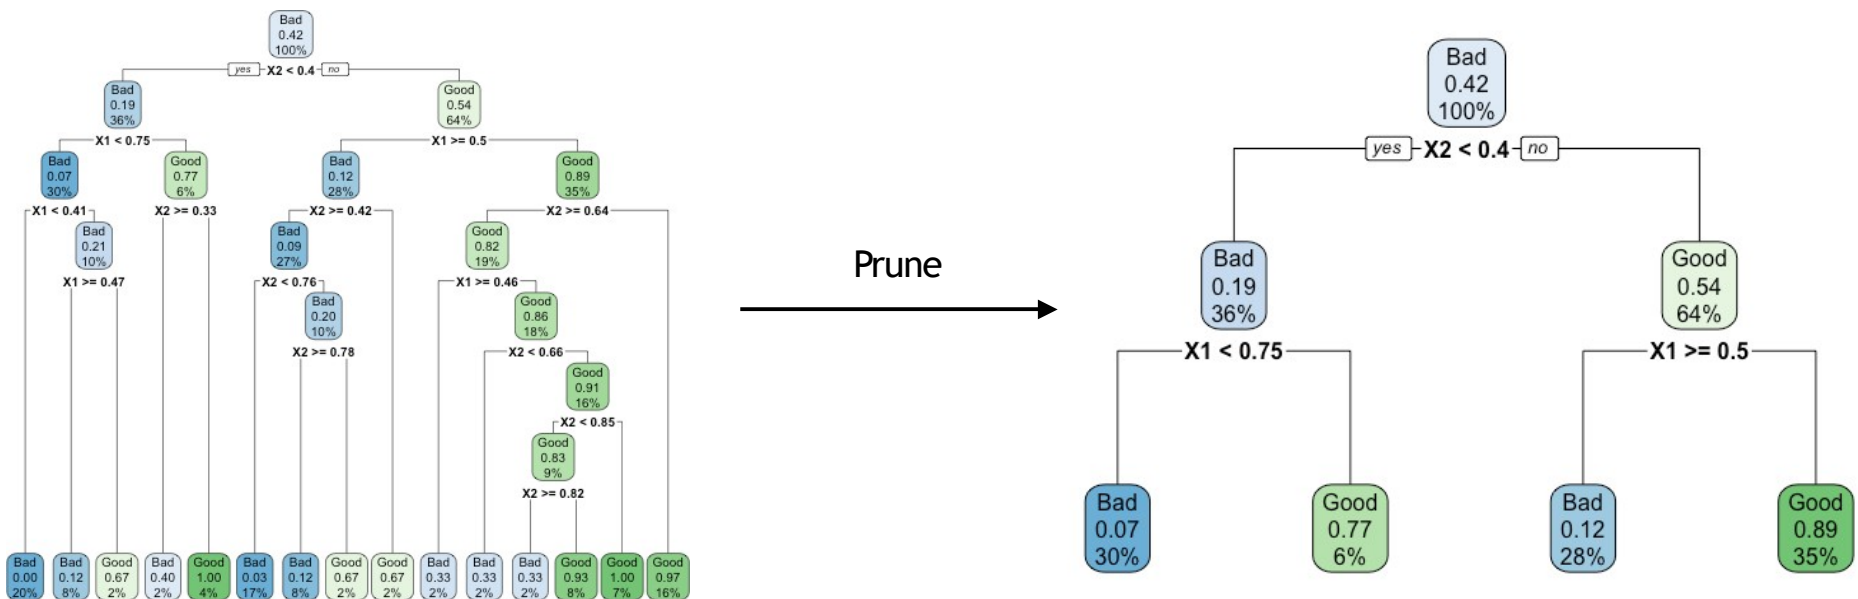 Bad
0.42
100%
yes X2 < 0.4 no
Bad
0.19
36%
Good
0.54
64%
X1 < 0.75
X1 >= 0.5
Bad
0.07
30%
Good
0.77
6%
Bad
0.12
28%
Good
0.89
35%
X1 < 0.41
X2 >= 0.33
X2 >= 0.42
X2 >= 0.64
Bad
0.21
10%
Bad
0.09
27%
Good
0.82
19%
X1 >= 0.47
X2 < 0.76
X1 >= 0.46
Bad
0.20
10%
Good
0.86
18%
X2 >= 0.78
X2 < 0.66
Good
0.91
16%
X2 < 0.85
Good
0.83
9%
X2 >= 0.82
Bad
0.00
20%
Bad
0.12
8%
Good
0.67
2%
Bad
0.40
2%
Good
1.00
4%
Bad
0.03
17%
Bad
0.12
8%
Good
0.67
2%
Good
0.67
2%
Bad
0.33
2%
Bad
0.33
2%
Bad
0.33
2%
Good
0.93
8%
Good
1.00
7%
Good
0.97
16%
Prune
Bad
0.42
100%
yes X2 < 0.4 no
Bad
0.19
36%
Good
0.54
64%
X1 < 0.75
X1 >= 0.5
Bad
0.07
30%
Good
0.77
6%
Bad
0.12
28%
Good
0.89
35%